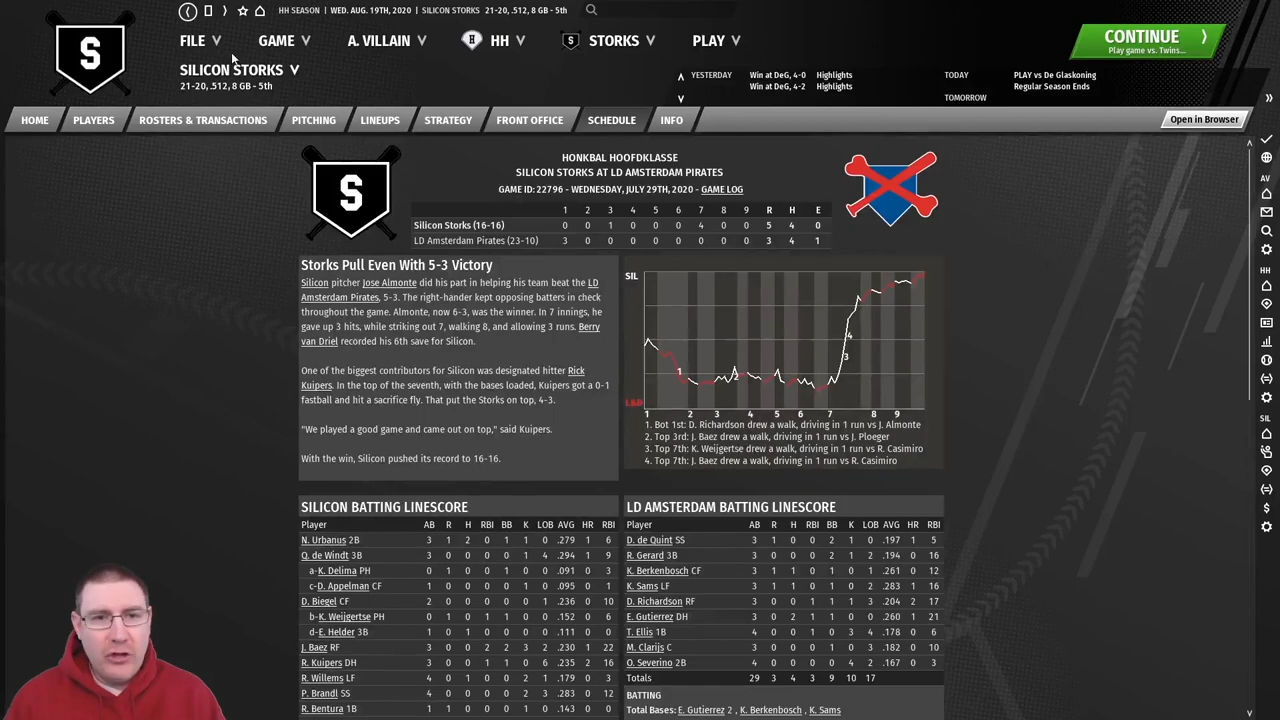 HH SEASON | WED. AUG. 19TH, 2020 | SILICON STORKS 21-20, .512, 8 GB - 5th
S
FILE GAME A. VILLAIN H HH S STORKS PLAY
CONTINUE
Play game vs. Twins...
SILICON STORKS
21-20, .512, 8 GB - 5th
YESTERDAY Win at DeG, 4-0 Highlights
Win at DeG, 4-2 Highlights
TODAY PLAY vs De Glaskoning
TOMORROW Regular Season Ends
HOME PLAYERS ROSTERS & TRANSACTIONS PITCHING LINEUPS STRATEGY FRONT OFFICE SCHEDULE INFO Open in Browser
S
HONKBAL HOOFDKLASSE
SILICON STORKS AT LD AMSTERDAM PIRATES
GAME ID: 22796 - WEDNESDAY, JULY 29TH, 2020 - GAME LOG
1 2 3 4 5 6 7 8 9 R H E
Silicon Storks (16-16) 0 0 1 0 0 0 4 0 0 5 4 0
LD Amsterdam Pirates (23-10) 3 0 0 0 0 0 0 0 0 3 4 1
Storks Pull Even With 5-3 Victory
Silicon pitcher Jose Almonte did his part in helping his team beat the LD
Amsterdam Pirates, 5-3. The right-hander kept opposing batters in check
throughout the game. Almonte, now 6-3, was the winner. In 7 innings, he
gave up 3 hits, while striking out 7, walking 8, and allowing 3 runs. Berry
van Driel recorded his 6th save for Silicon.
One of the biggest contributors for Silicon was designated hitter Rick
Kuipers. In the top of the seventh, with the bases loaded, Kuipers got a 0-1
fastball and hit a sacrifice fly. That put the Storks on top, 4-3.
"We played a good game and came out on top," said Kuipers.
With the win, Silicon pushed its record to 16-16.
SIL
1 2 3 4
L&D
1 2 3 4 5 6 7 8 9
1. Bot 1st: D. Richardson drew a walk, driving in 1 run vs J. Almonte
2. Top 3rd: J. Baez drew a walk, driving in 1 run vs J. Ploeger
3. Top 7th: K. Weijgertse drew a walk, driving in 1 run vs R. Casimiro
4. Top 7th: J. Baez drew a walk, driving in 1 run vs R. Casimiro
SILICON BATTING LINESCORE
Player AB R H RBI BB K LOB AVG HR RBI
N. Urbanus 2B 3 1 2 0 1 1 0 .279 1 6
Q. de Windt 3B 3 0 0 0 0 1 4 .294 1 9
a-K. Delima PH 0 1 0 0 1 0 0 .091 0 3
c-D. Appelman CF 1 0 0 0 0 1 0 .095 0 1
D. Biegel CF 2 0 0 0 0 0 1 .236 0 10
b-K. Weijgertse PH 0 1 0 1 1 0 0 .152 0 6
d-E. Helder 3B 1 0 1 0 0 0 0 .111 0 0
J. Baez RF 3 0 0 2 2 3 2 .230 1 22
R. Kuipers DH 3 0 0 1 1 0 6 .235 2 16
R. Willems LF 4 0 1 0 0 2 1 .179 0 3
P. Brandl SS 4 0 0 0 0 2 3 .283 0 12
R. Bentura 1B 1 1 0 0 1 0 0 .143 0 0
LD AMSTERDAM BATTING LINESCORE
Player AB R H RBI BB K LOB AVG HR RBI
D. de Quint SS 3 1 0 0 2 1 1 .197 1 5
R. Gerard 3B 3 0 0 0 2 1 2 .194 0 16
K. Berkenbosch CF 3 1 1 0 1 1 0 .261 0 12
K. Sams LF 3 1 1 0 1 0 2 .283 1 16
D. Richardson RF 3 0 0 1 1 1 3 .204 2 17
E. Gutierrez DH 3 0 2 1 1 0 0 .260 1 21
T. Ellis 1B 4 0 0 1 0 3 4 .178 0 6
M. Clarijs C 3 0 0 0 1 1 3 .182 0 10
O. Severino 2B 4 0 0 0 0 4 2 .167 0 3
Totals 29 3 4 3 9 10 17
BATTING
Total Bases: E. Gutierrez 2 , K. Berkenbosch , K. Sams
AV
HH
SIL